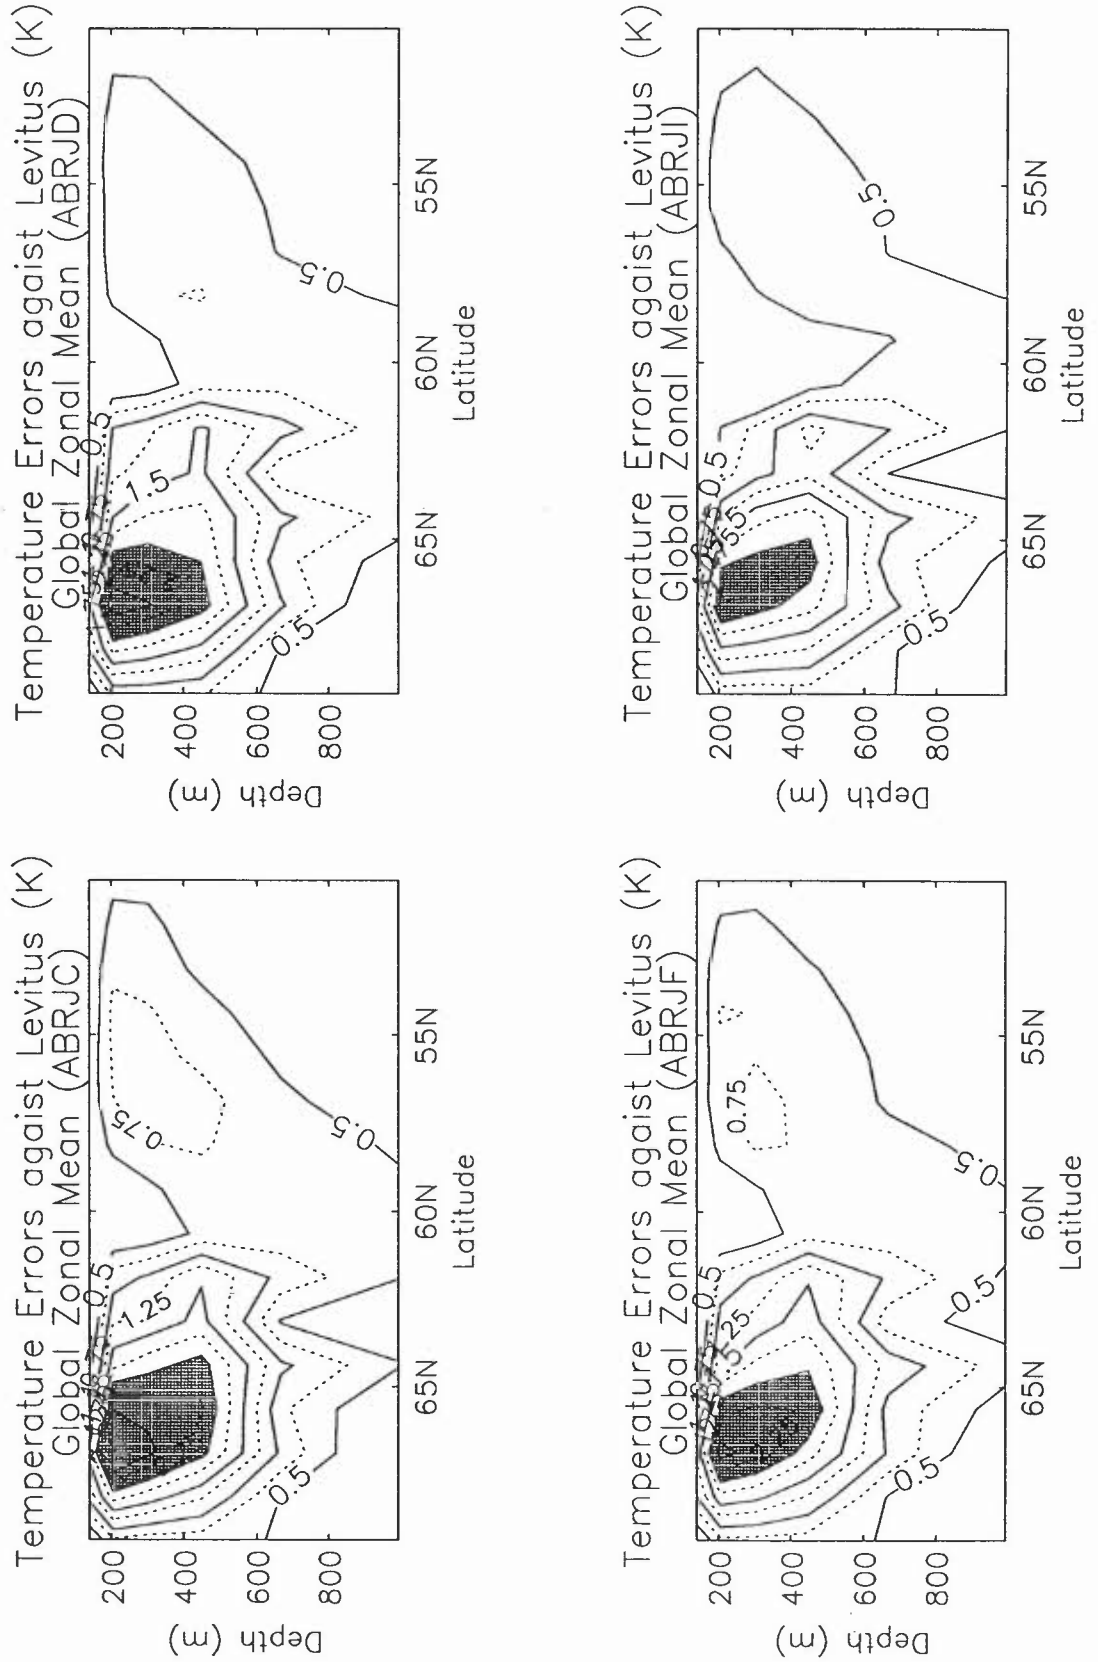 Temperature Errors agaist Levitus (K)
Global Zonal Mean (ABRJC)
Depth (m)
200
400
600
800
0.5
1.25
0.75
0.5
0.5
65N
60N
55N
Latitude
Temperature Errors agaist Levitus (K)
Global Zonal Mean (ABRJD)
Depth (m)
200
400
600
800
0.5
1.5
0.5
0.5
65N
60N
55N
Latitude
Temperature Errors agaist Levitus (K)
Global Zonal Mean (ABRJF)
Depth (m)
200
400
600
800
0.5
0.75
0.5
0.5
0.5
65N
60N
55N
Latitude
Temperature Errors agaist Levitus (K)
Global Zonal Mean (ABRJI)
Depth (m)
200
400
600
800
0.5
0.5
0.5
65N
60N
55N
Latitude